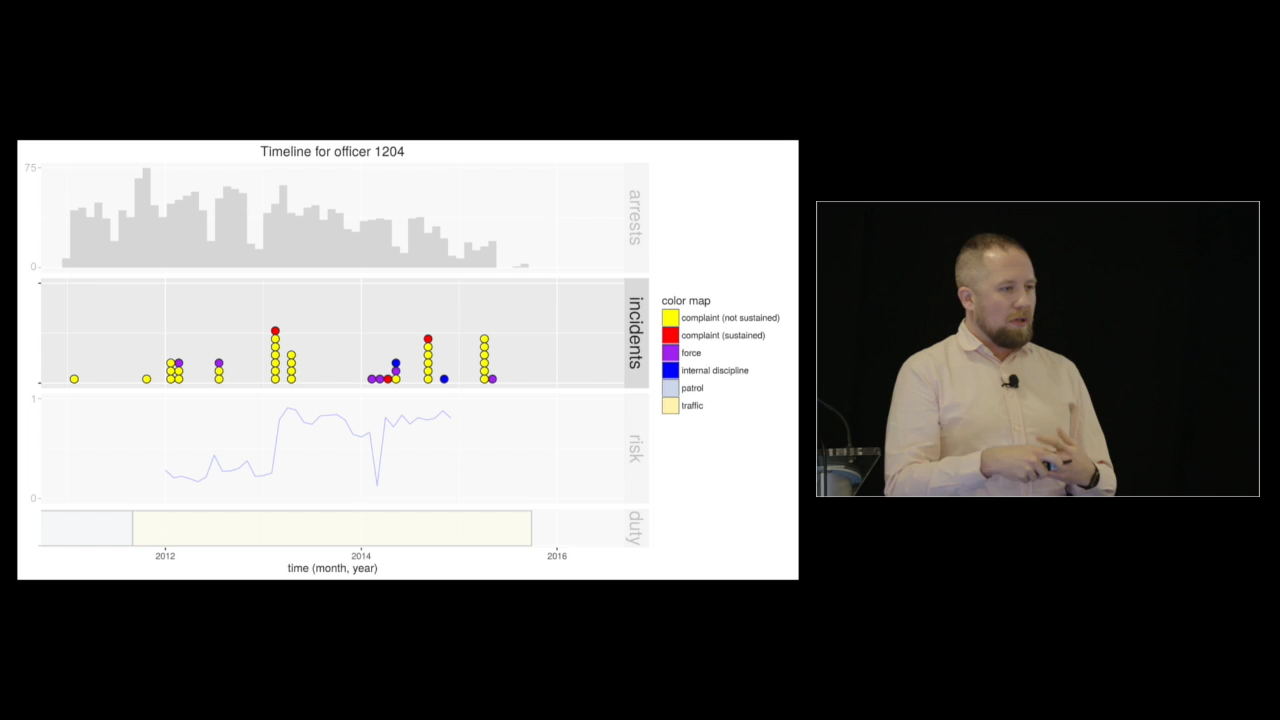 Timeline for officer 1204
75
0
arrests
incidents
1
0
risk
duty
2012
2014
2016
time (month, year)
color map
complaint (not sustained)
complaint (sustained)
force
internal discipline
patrol
traffic